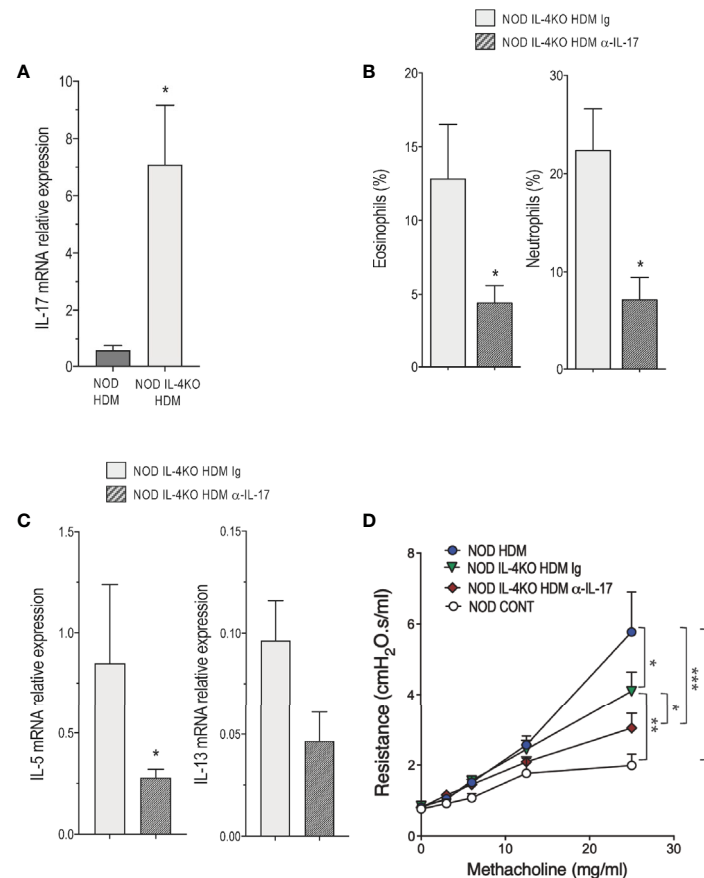 NOD IL-4KO HDM Ig
NOD IL-4KO HDM α-IL-17
A
B
IL-17 mRNA relative expression
10
8
6
4
2
0
*
NOD
HDM
NOD IL-4KO
HDM
Eosinophils (%)
20
15
10
5
0
*
Neutrophils (%)
30
20
10
0
*
NOD IL-4KO HDM Ig
NOD IL-4KO HDM α-IL-17
C
D
IL-5 mRNA relative expression
1.5
1.0
0.5
0.0
*
IL-13 mRNA relative expression
0.15
0.10
0.05
0.00
NOD HDM
NOD IL-4KO HDM Ig
NOD IL-4KO HDM α-IL-17
NOD CONT
Resistance (cmH₂O.s/ml)
8
6
4
2
0
*
**
*
***
0 10 20 30
Methacholine (mg/ml)